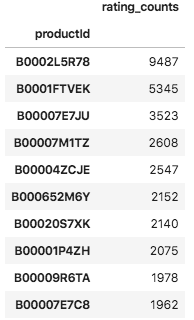 rating_counts
productId
B0002L5R78 9487
B0001FTVEK 5345
B00007E7JU 3523
B00007M1TZ 2608
B00004ZCJE 2547
B000652M6Y 2152
B00020S7XK 2140
B00001P4ZH 2075
B00009R6TA 1978
B00007E7C8 1962